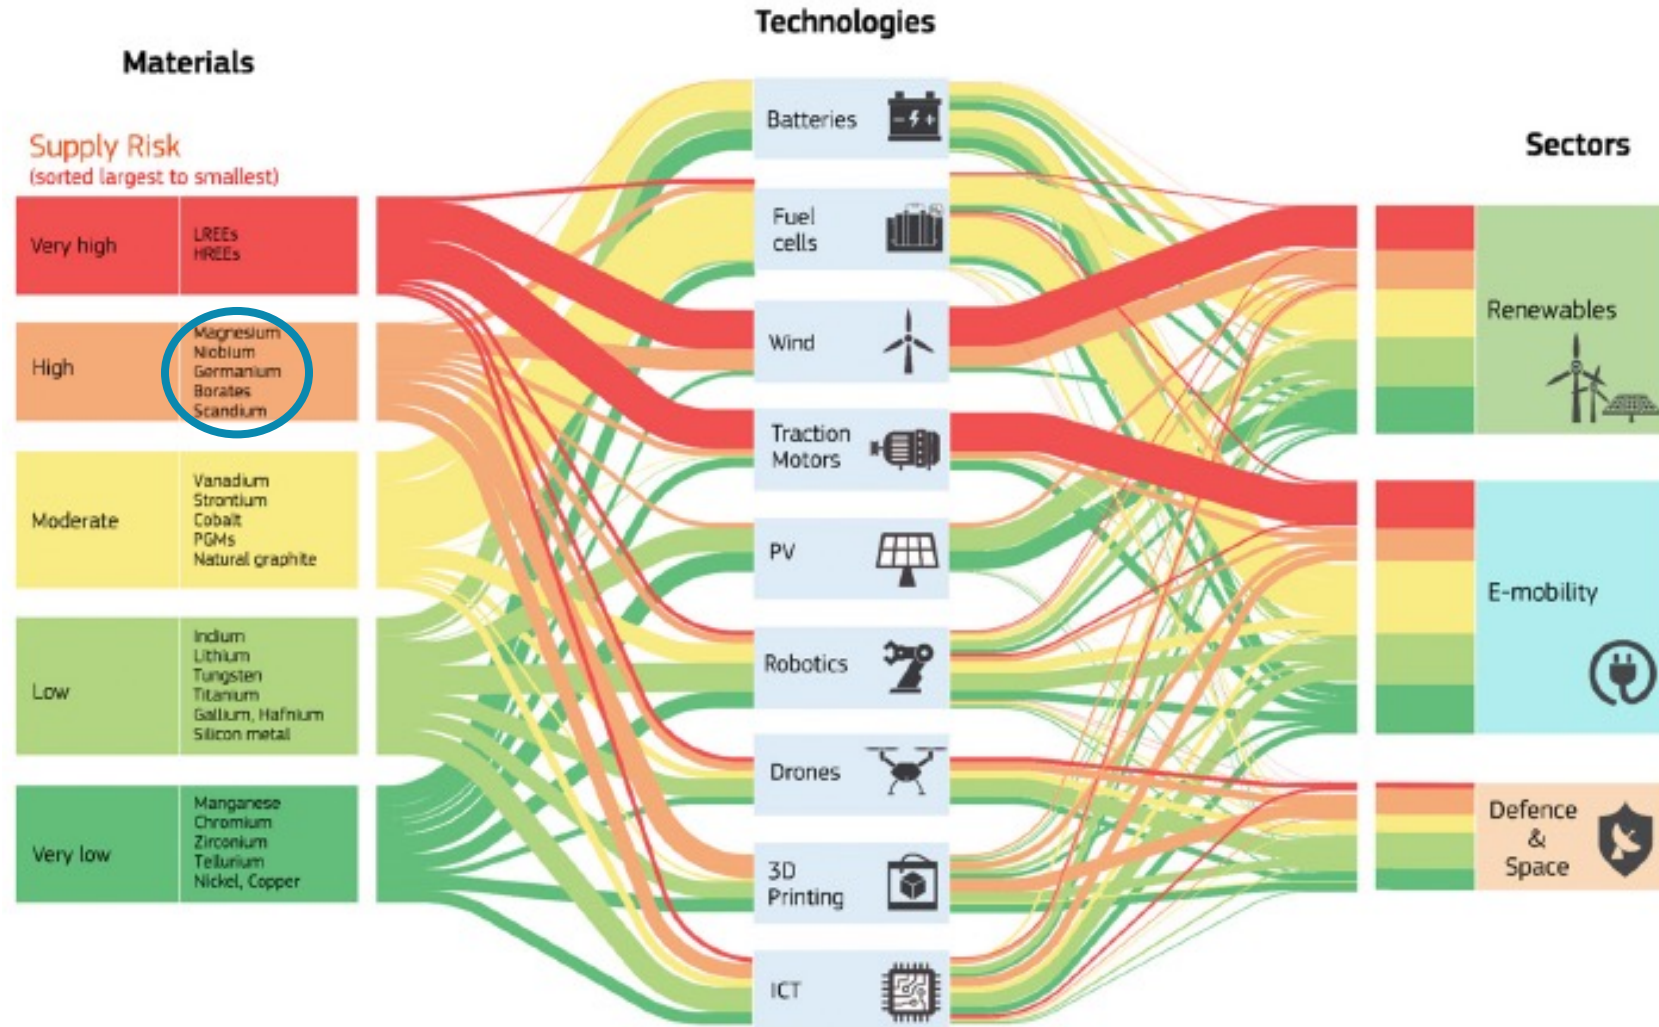 Technologies
Materials
Supply Risk
(sorted largest to smallest)
Sectors
Very high
LREEs
HREEs
High
Magnesium
Niobium
Germanium
Borates
Scandium
Moderate
Vanadium
Strontium
Cobalt
PGMs
Natural graphite
Low
Indium
Lithium
Tungsten
Titanium
Gallium, Hafnium
Silicon metal
Very low
Manganese
Chromium
Zirconium
Tellurium
Nickel, Copper
Batteries
Fuel
cells
Wind
Traction
Motors
PV
Robotics
Drones
3D
Printing
ICT
Renewables
E-mobility
Defence
&
Space